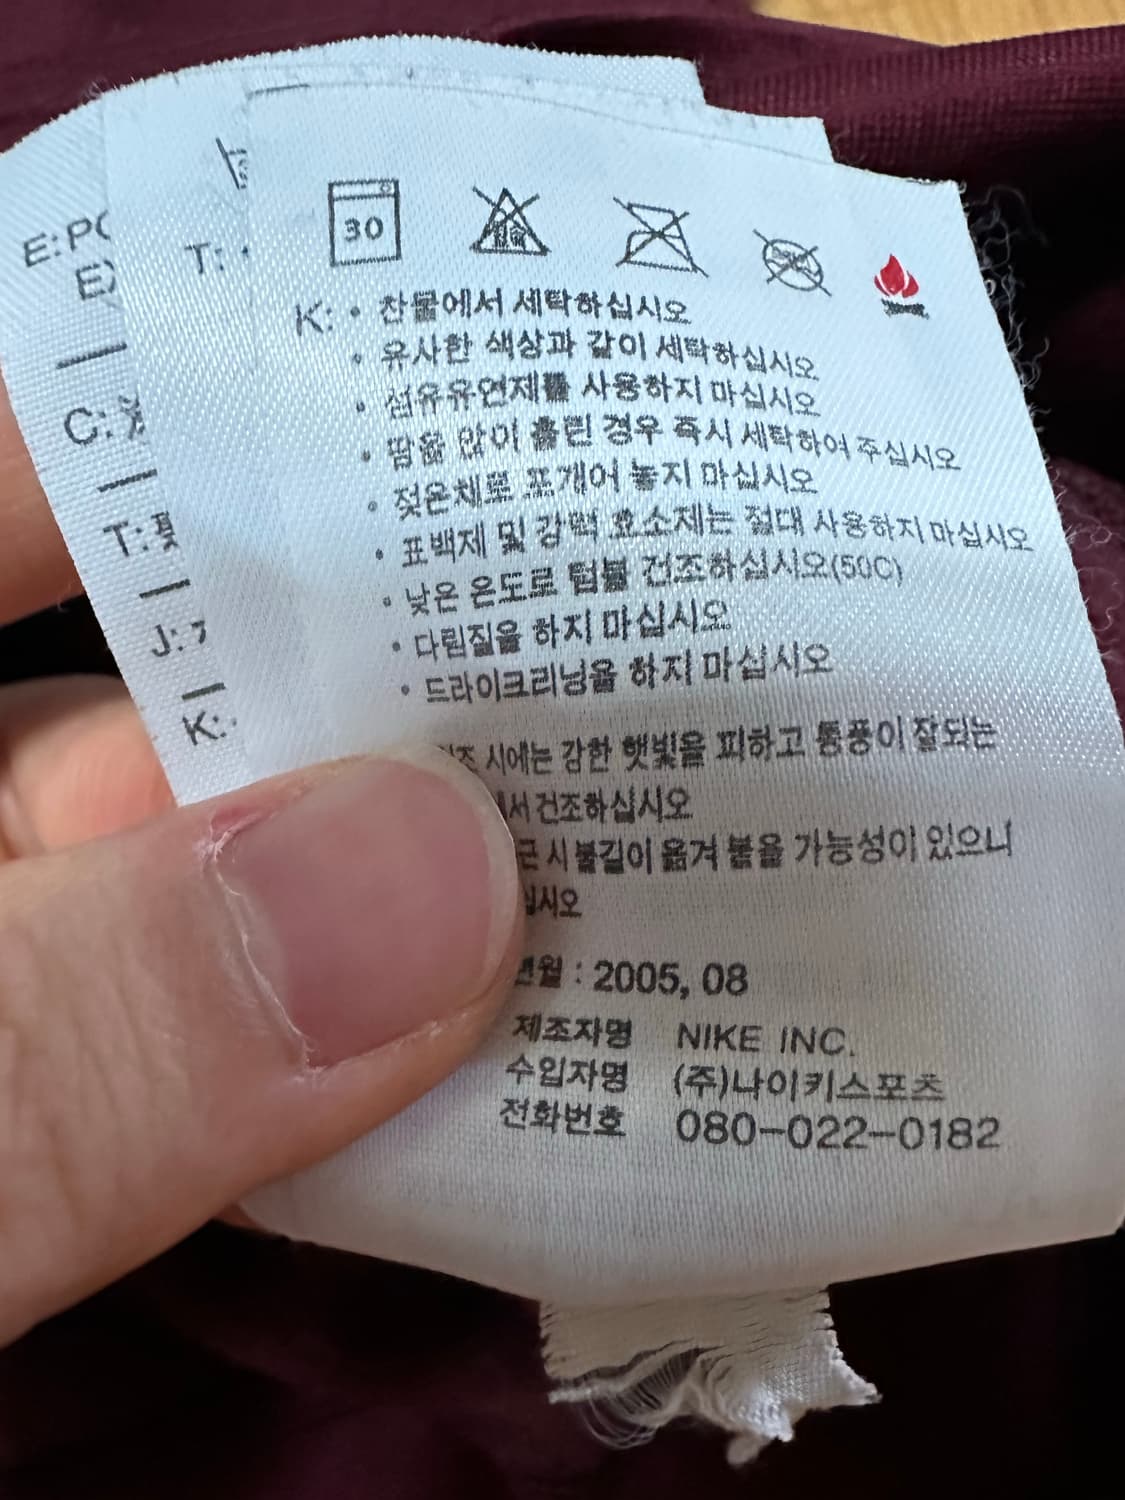 30
K: • 찬물에서 세탁하십시오
• 유사한 색상과 같이 세탁하십시오
• 섬유유연제를 사용하지 마십시오
• 땀을 많이 흘린 경우 즉시 세탁하여 주십시오
• 젖은채로 포개어 놓지 마십시오
• 표백제 및 강력 효소제는 절대 사용하지 마십시오
• 낮은 온도로 텀블 건조하십시오(50C)
• 다림질을 하지 마십시오
• 드라이크리닝을 하지 마십시오
시에는 강한 햇빛을 피하고 통풍이 잘되는
건조하십시오
시 불길이 옮겨 붙을 가능성이 있으니
: 2005, 08
제조자명 NIKE INC.
수입자명 (주)나이키스포츠
전화번호 080-022-0182
E:
T:
C:
T:
J:
K: